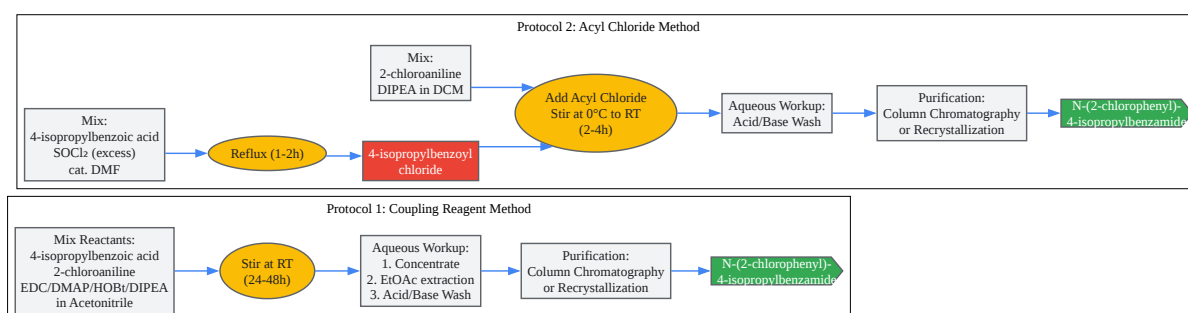 Protocol 2: Acyl Chloride Method
Mix:
2-chloroaniline
DIPEA in DCM
Mix:
4-isopropylbenzoic acid
SOCl₂ (excess)
cat. DMF
Reflux (1-2h)
4-isopropylbenzoyl
chloride
Add Acyl Chloride
Stir at 0°C to RT
(2-4h)
Aqueous Workup:
Acid/Base Wash
Purification:
Column Chromatography
or Recrystallization
N-(2-chlorophenyl)-
4-isopropylbenzamide
Protocol 1: Coupling Reagent Method
Mix Reactants:
4-isopropylbenzoic acid
2-chloroaniline
EDC/DMAP/HOBt/DIPEA
in Acetonitrile
Stir at RT
(24-48h)
Aqueous Workup:
1. Concentrate
2. EtOAc extraction
3. Acid/Base Wash
Purification:
Column Chromatography
or Recrystallization
N-(2-chlorophenyl)-
4-isopropylbenzamide